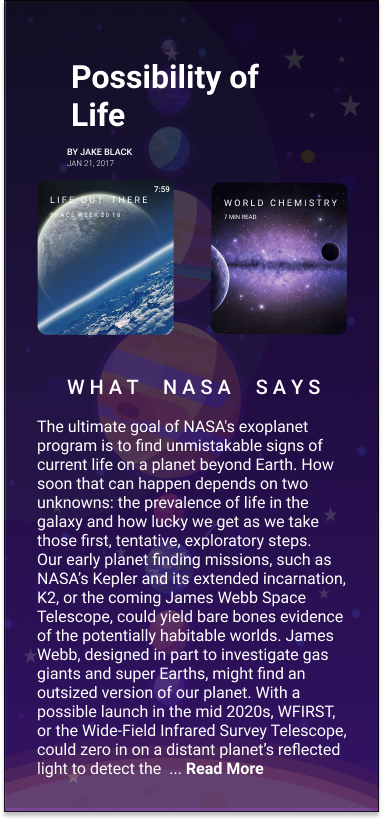 Possibility of
Life
BY JAKE BLACK
JAN 21, 2017
7:59
LIFE OUT THERE
SPACE WEEK 2018
WORLD CHEMISTRY
7 MIN READ
WHAT NASA SAYS
The ultimate goal of NASA's exoplanet
program is to find unmistakable signs of
current life on a planet beyond Earth. How
soon that can happen depends on two
unknowns: the prevalence of life in the
galaxy and how lucky we get as we take
those first, tentative, exploratory steps.
Our early planet finding missions, such as
NASA’s Kepler and its extended incarnation,
K2, or the coming James Webb Space
Telescope, could yield bare bones evidence
of the potentially habitable worlds. James
Webb, designed in part to investigate gas
giants and super Earths, might find an
outsized version of our planet. With a
possible launch in the mid 2020s, WFIRST,
or the Wide-Field Infrared Survey Telescope,
could zero in on a distant planet’s reflected
light to detect the ... Read More